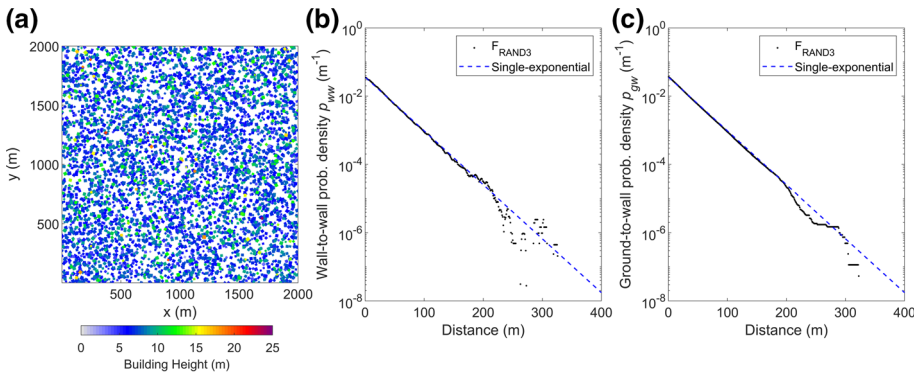 (a)
2000
1500
1000
500
y (m)
500 1000 1500 2000
x (m)
0 5 10 15 20 25
Building Height (m)
(b)
Wall-to-wall prob. density p_ww (m^-1)
10^0
10^-2
10^-4
10^-6
10^-8
F_RAND3
Single-exponential
0 100 200 300 400
Distance (m)
(c)
Ground-to-wall prob. density p_gw (m^-1)
10^0
10^-2
10^-4
10^-6
10^-8
F_RAND3
Single-exponential
0 100 200 300 400
Distance (m)